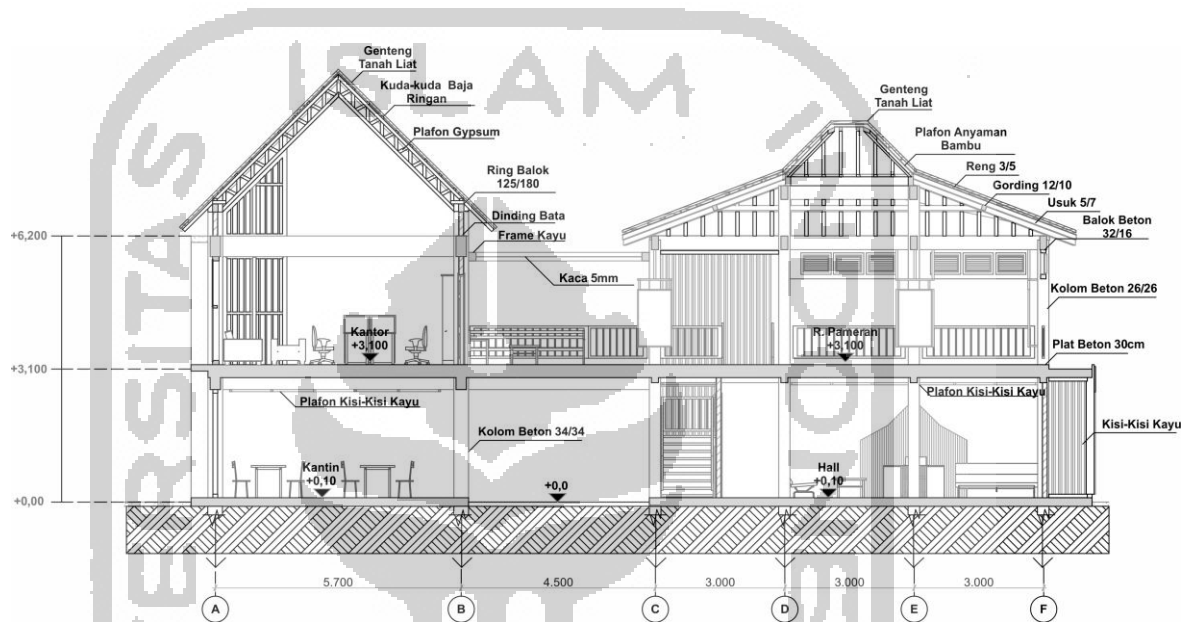 ISLAM
Genteng
Tanah Liat
Kuda-kuda Baja
Ringan
Plafon Gypsum
Ring Balok
125/180
Dinding Bata
Frame Kayu
Kaca 5mm
Genteng
Tanah Liat
Plafon Anyaman
Bambu
Reng 3/5
Gording 12/10
Usuk 5/7
Balok Beton
32/16
Kolom Beton 26/26
Plat Beton 30cm
+6,200
+3,100
+0,00
Kantor
+3,100
R. Pameran
+3,100
Plafon Kisi-Kisi Kayu
Plafon Kisi-Kisi Kayu
Kolom Beton 34/34
Kisi-Kisi Kayu
Kantin
+0,10
+0,0
Hall
+0,10
5.700
4.500
3.000
3.000
3.000
A
B
C
D
E
F
ERSITAS